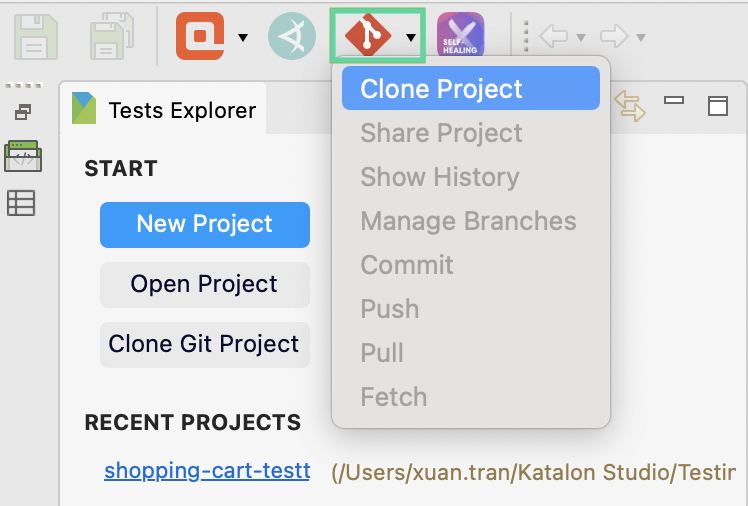 SELF-
HEALING
Tests Explorer
START
New Project
Open Project
Clone Git Project
RECENT PROJECTS
shopping-cart-testt (/Users/xuan.tran/Katalon Studio/Testin
Clone Project
Share Project
Show History
Manage Branches
Commit
Push
Pull
Fetch